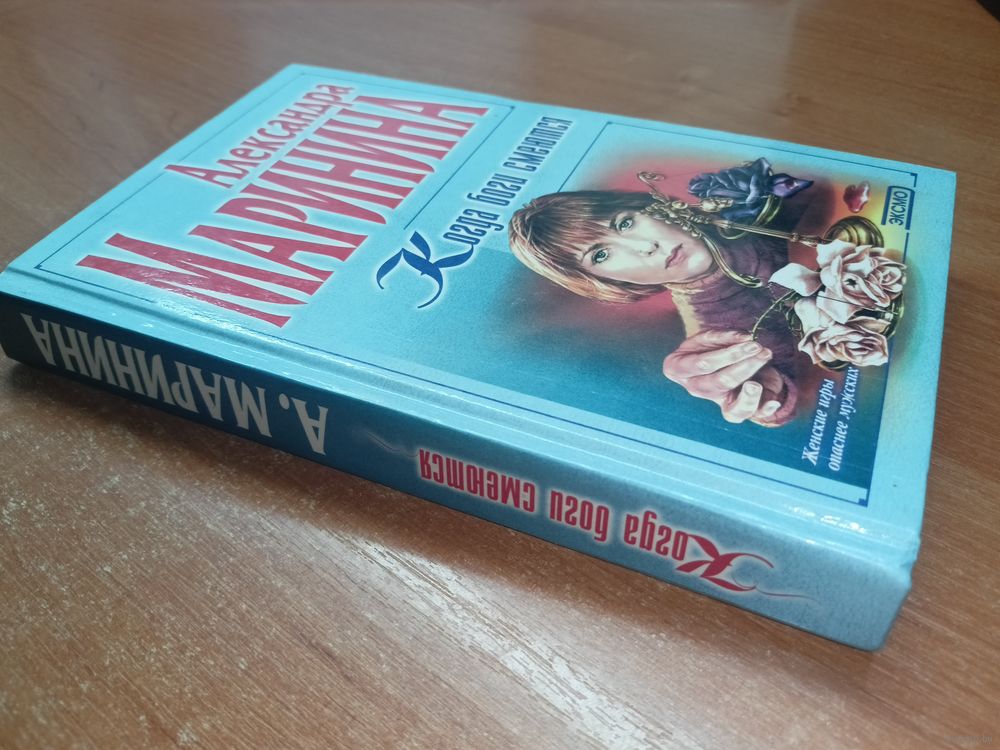 Александра
МАРИНИНА
Когда боги смеются
ЭКСМО
Женские игры
опаснее мужских
А. МАРИНИНА
Когда боги смеются